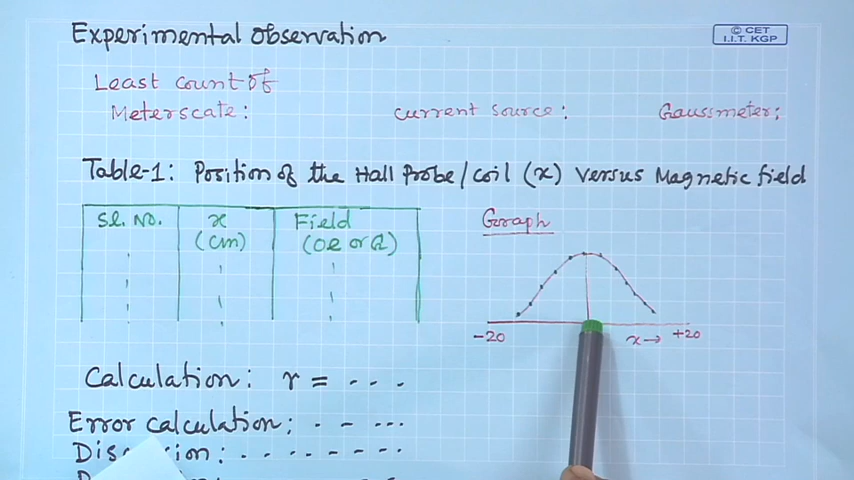 Experimental Observation
© CET
I.I.T. KGP
Least count of
Meterscale: current source: Gaussmeter:
Table-1: Position of the Hall Probe/coil (x) versus Magnetic field
Sl. No. x Field
(cm) (Oe or G)
Graph
-20 x→ +20
Calculation: r = - - -
Error calculation: - - ...